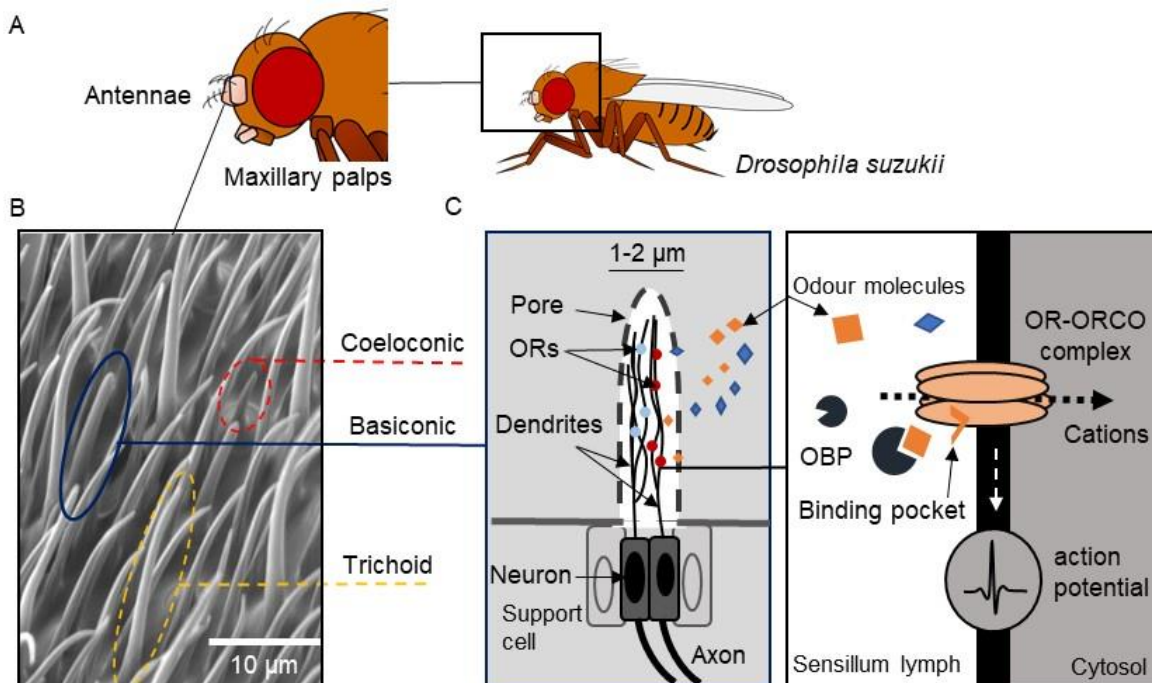 A
Antennae
Maxillary palps
Drosophila suzukii
B
Coeloconic
Basiconic
Trichoid
10 µm
C
1-2 µm
Pore
ORs
Dendrites
Neuron
Support
cell
Axon
Odour molecules
OR-ORCO
complex
Cations
OBP
Binding pocket
action
potential
Sensillum lymph
Cytosol